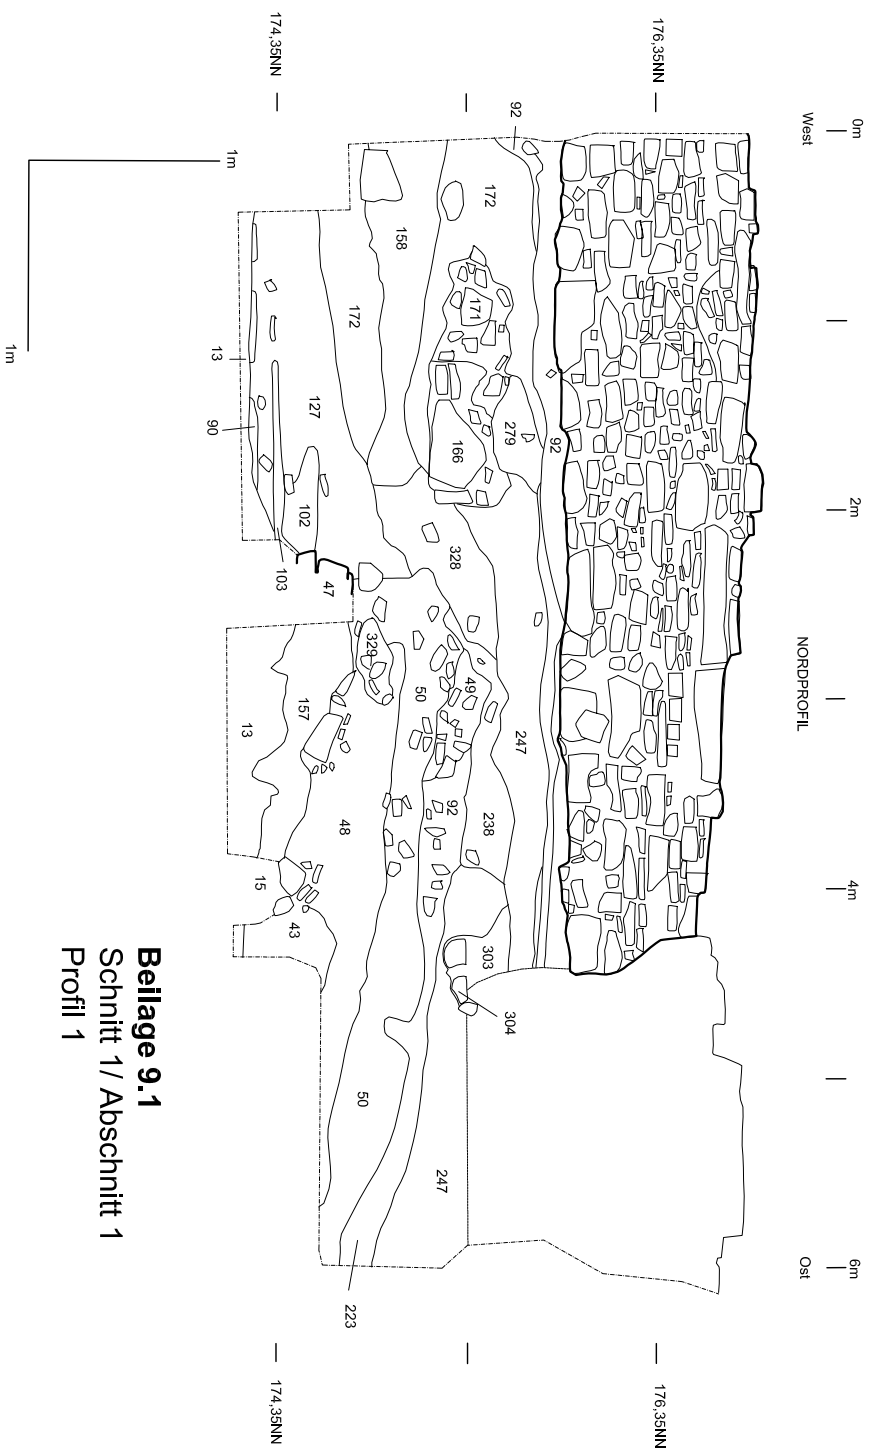 NORDPROFIL
0m
2m
4m
6m
West
Ost
176,35NN
176,35NN
92
172
171
279
92
166
158
172
328
247
49
238
303
304
50
92
329
247
127
102
103
47
157
48
13
13
90
15
43
50
223
174,35NN
174,35NN
1m
1m
Beilage 9.1
Schnitt 1/ Abschnitt 1
Profil 1